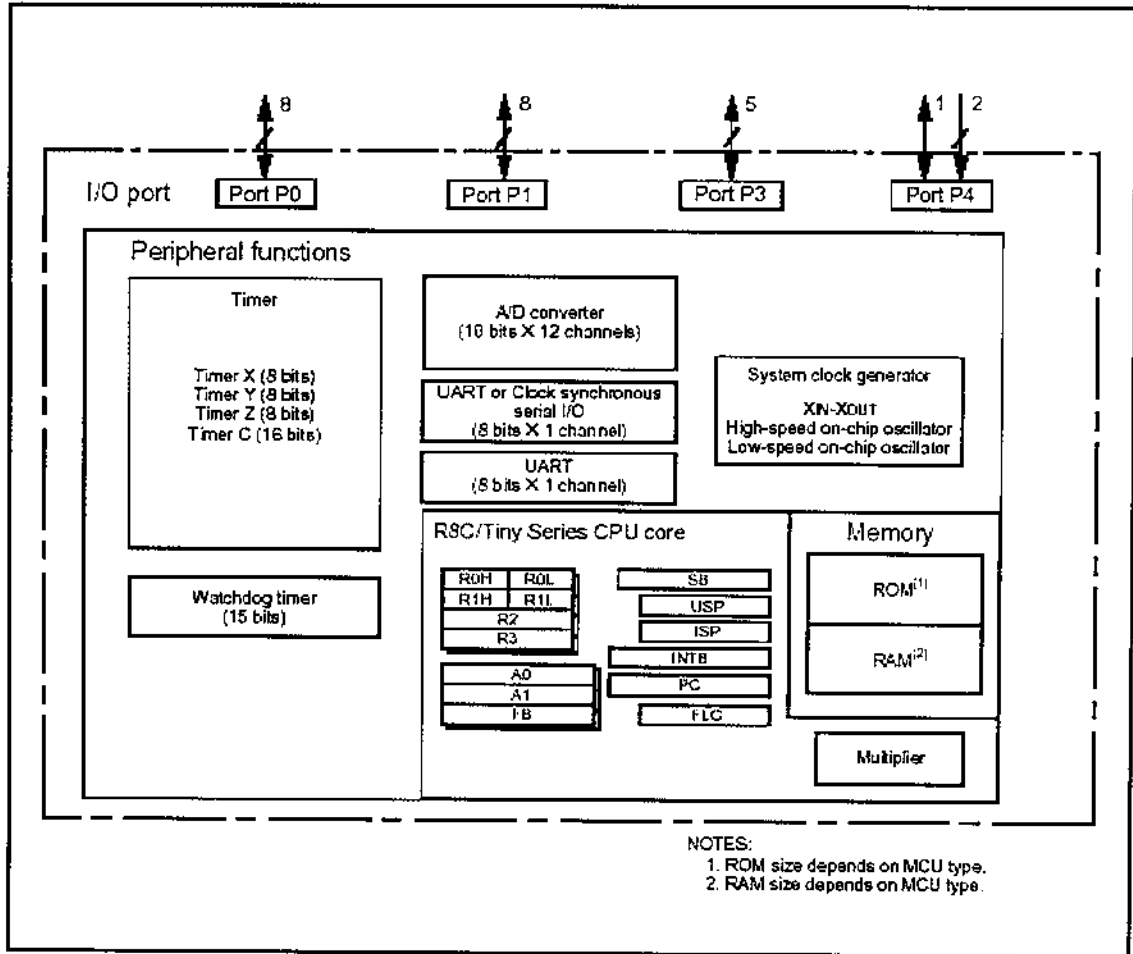 8
8
5
1
2
I/O port
Port P0
Port P1
Port P3
Port P4
Peripheral functions
Timer
Timer X (8 bits)
Timer Y (8 bits)
Timer Z (8 bits)
Timer C (16 bits)
Watchdog timer
(15 bits)
A/D converter
(10 bits X 12 channels)
UART or Clock synchronous
serial I/O
(8 bits X 1 channel)
UART
(8 bits X 1 channel)
System clock generator
XIN-XOUT
High-speed on-chip oscillator
Low-speed on-chip oscillator
R8C/Tiny Series CPU core
R0H R0L
R1H R1L
R2
R3
A0
A1
FB
SB
USP
ISP
INTB
PC
FLG
Memory
ROM(1)
RAM(2)
Multiplier
NOTES:
1. ROM size depends on MCU type.
2. RAM size depends on MCU type.